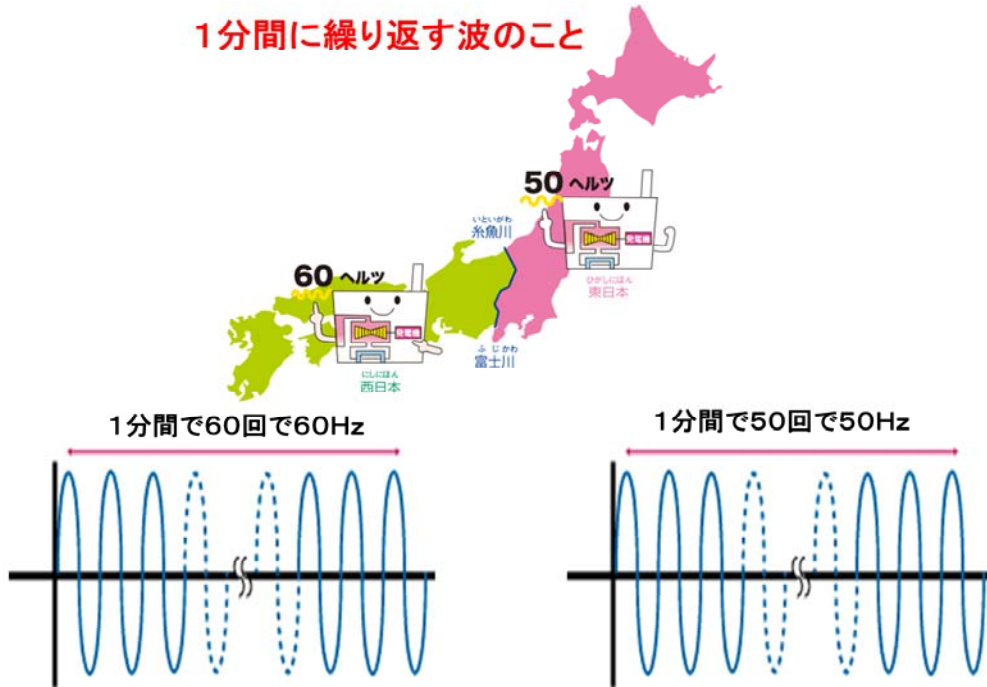 1分間に繰り返す波のこと
50 ヘルツ
いといがわ
糸魚川
発電機
ひがしにほん
東日本
60 ヘルツ
発電機
ふじかわ
富士川
にしにほん
西日本
1分間で60回で60Hz
1分間で50回で50Hz